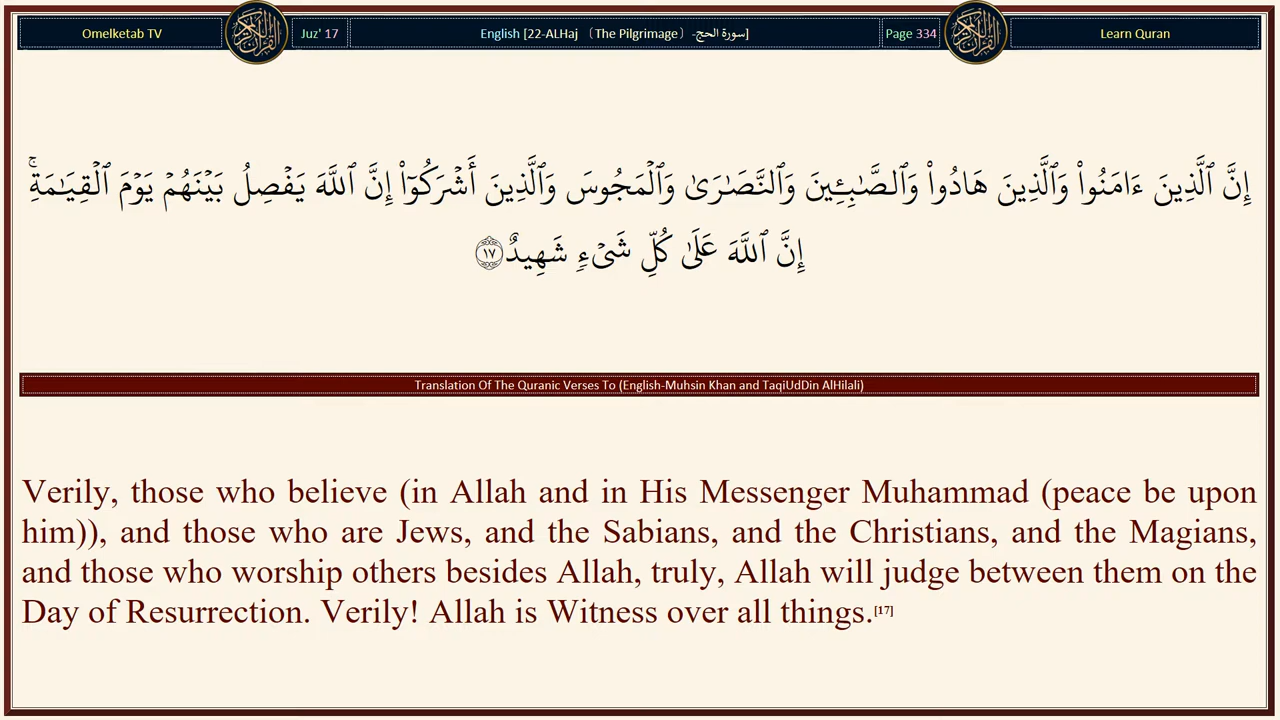 Omelketab TV
Juz' 17
English [22-ALHaj （The Pilgrimage）-سورة الحج]
Page 334
Learn Quran
إِنَّ ٱلَّذِينَ ءَامَنُوا۟ وَٱلَّذِينَ هَادُوا۟ وَٱلصَّـٰبِـِٔينَ وَٱلنَّصَـٰرَىٰ وَٱلْمَجُوسَ وَٱلَّذِينَ أَشْرَكُوٓا۟ إِنَّ ٱللَّهَ يَفْصِلُ بَيْنَهُمْ يَوْمَ ٱلْقِيَـٰمَةِ ۚ
إِنَّ ٱللَّهَ عَلَىٰ كُلِّ شَىْءٍ شَهِيدٌ ١٧
Translation Of The Quranic Verses To (English-Muhsin Khan and TaqiUdDin AlHilali)
Verily, those who believe (in Allah and in His Messenger Muhammad (peace be upon
him)), and those who are Jews, and the Sabians, and the Christians, and the Magians,
and those who worship others besides Allah, truly, Allah will judge between them on the
Day of Resurrection. Verily! Allah is Witness over all things.[17]